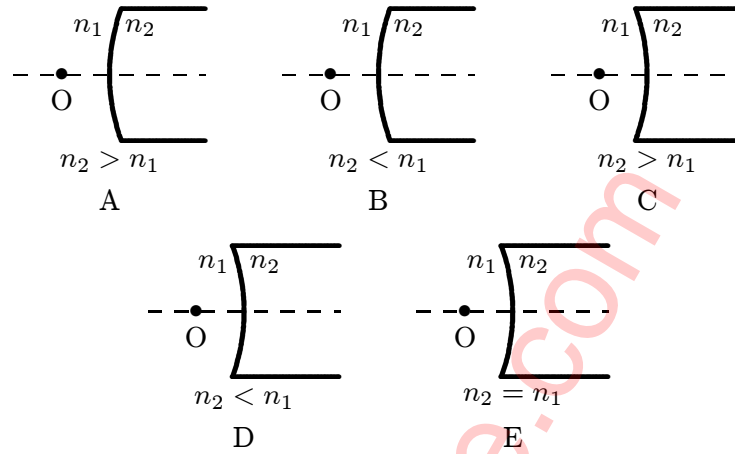 n₁ n₂ n₁ n₂ n₁ n₂
O O O
n₂ > n₁ n₂ < n₁ n₂ > n₁
A B C
n₁ n₂ n₁ n₂
O O
n₂ < n₁ n₂ = n₁
D E
e.com